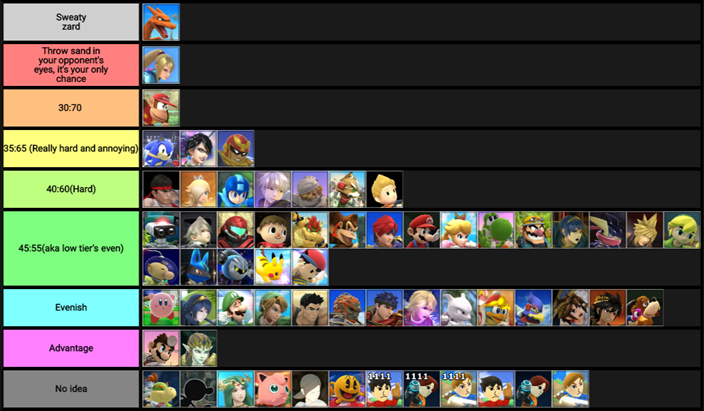 Sweaty
zard
Throw sand in
your opponent's
eyes, it's your only
chance
30:70
35:65 (Really hard and annoying)
40:60(Hard)
45:55(aka low tier's even)
Evenish
Advantage
No idea
1111
1111
1111